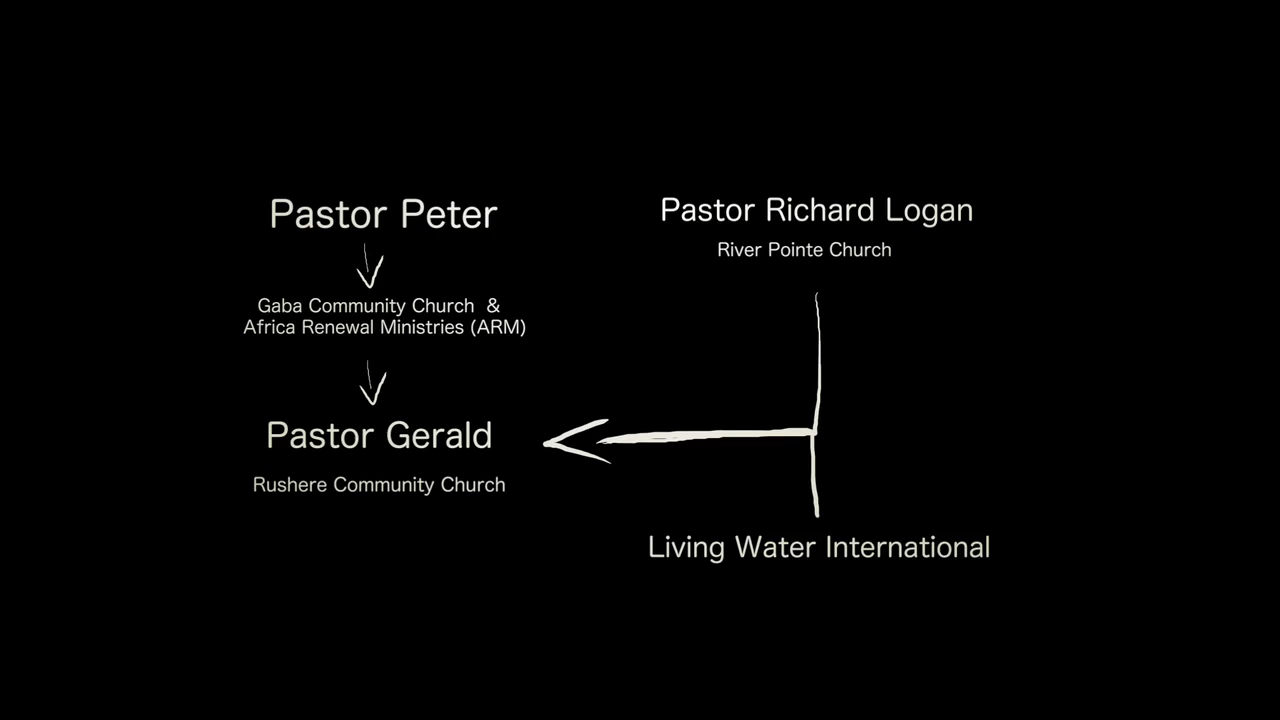 Pastor Peter
Gaba Community Church &
Africa Renewal Ministries (ARM)
Pastor Gerald
Rushere Community Church
Pastor Richard Logan
River Pointe Church
Living Water International